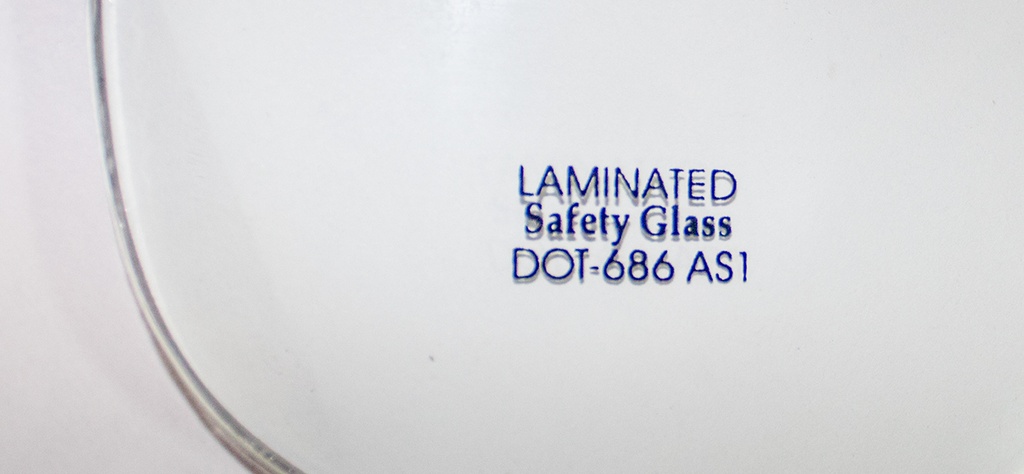 LAMINATED
Safety Glass
DOT-686 AS1